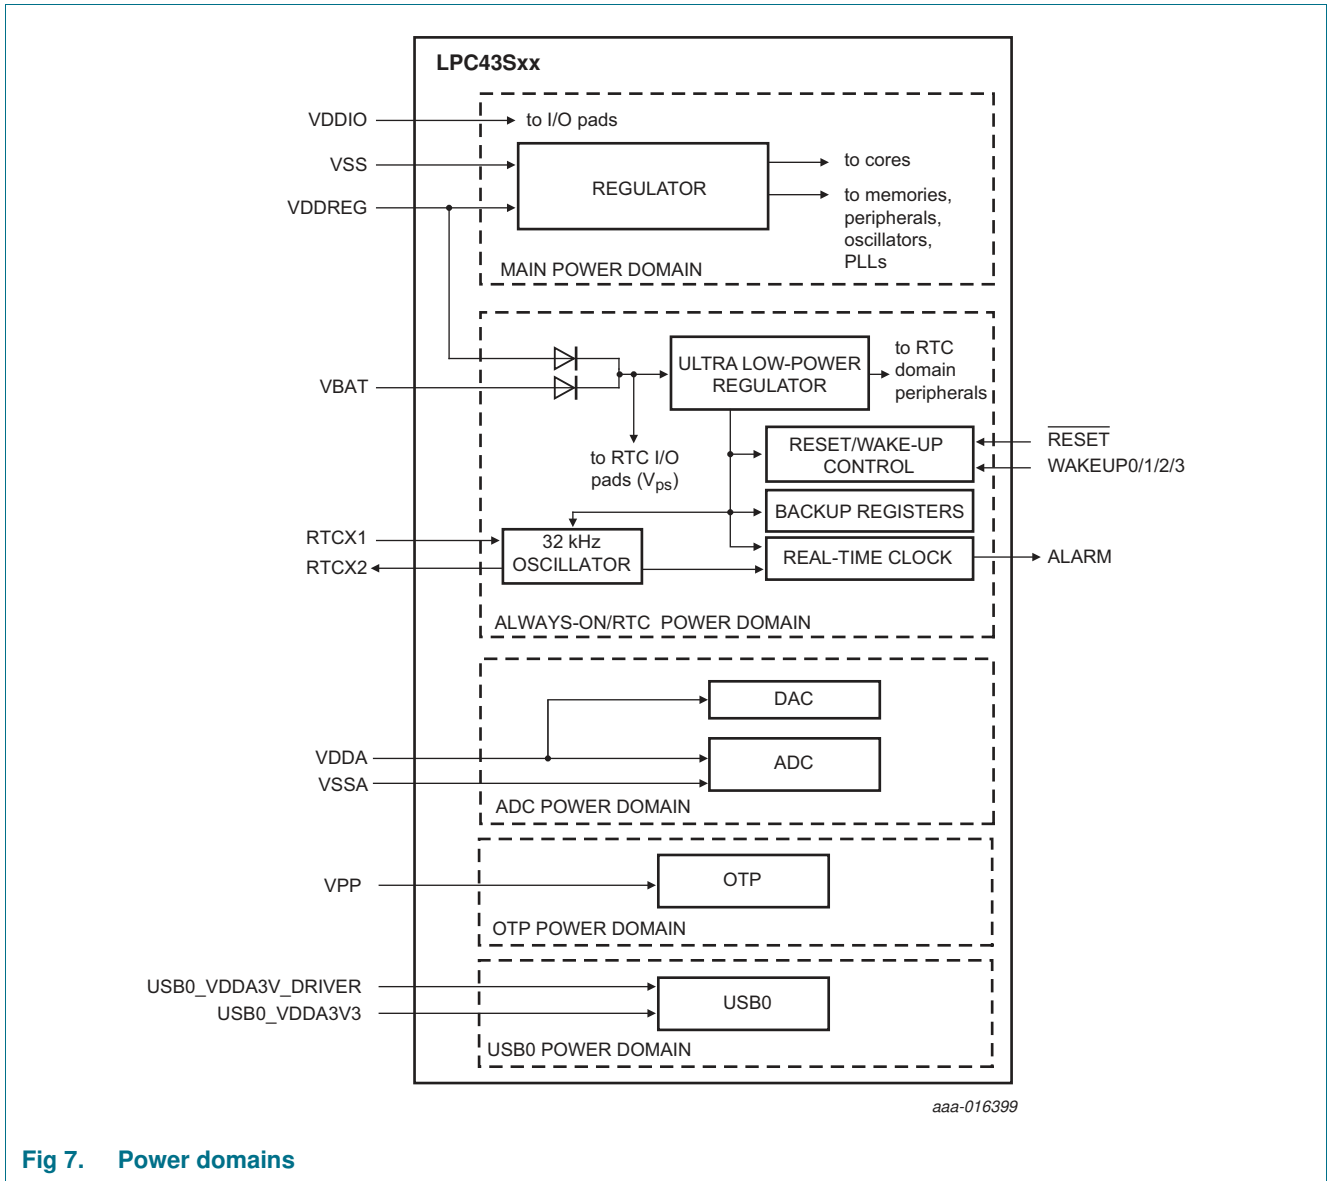 LPC43Sxx
VDDIO
to I/O pads
VSS
VDDREG
REGULATOR
to cores
to memories,
peripherals,
oscillators,
PLLs
MAIN POWER DOMAIN
VBAT
ULTRA LOW-POWER
REGULATOR
to RTC
domain
peripherals
to RTC I/O
pads (Vps)
RESET/WAKE-UP
CONTROL
RESET
WAKEUP0/1/2/3
BACKUP REGISTERS
RTCX1
RTCX2
32 kHz
OSCILLATOR
REAL-TIME CLOCK
ALARM
ALWAYS-ON/RTC POWER DOMAIN
DAC
VDDA
VSSA
ADC
ADC POWER DOMAIN
VPP
OTP
OTP POWER DOMAIN
USB0_VDDA3V_DRIVER
USB0_VDDA3V3
USB0
USB0 POWER DOMAIN
aaa-016399
Fig 7. Power domains